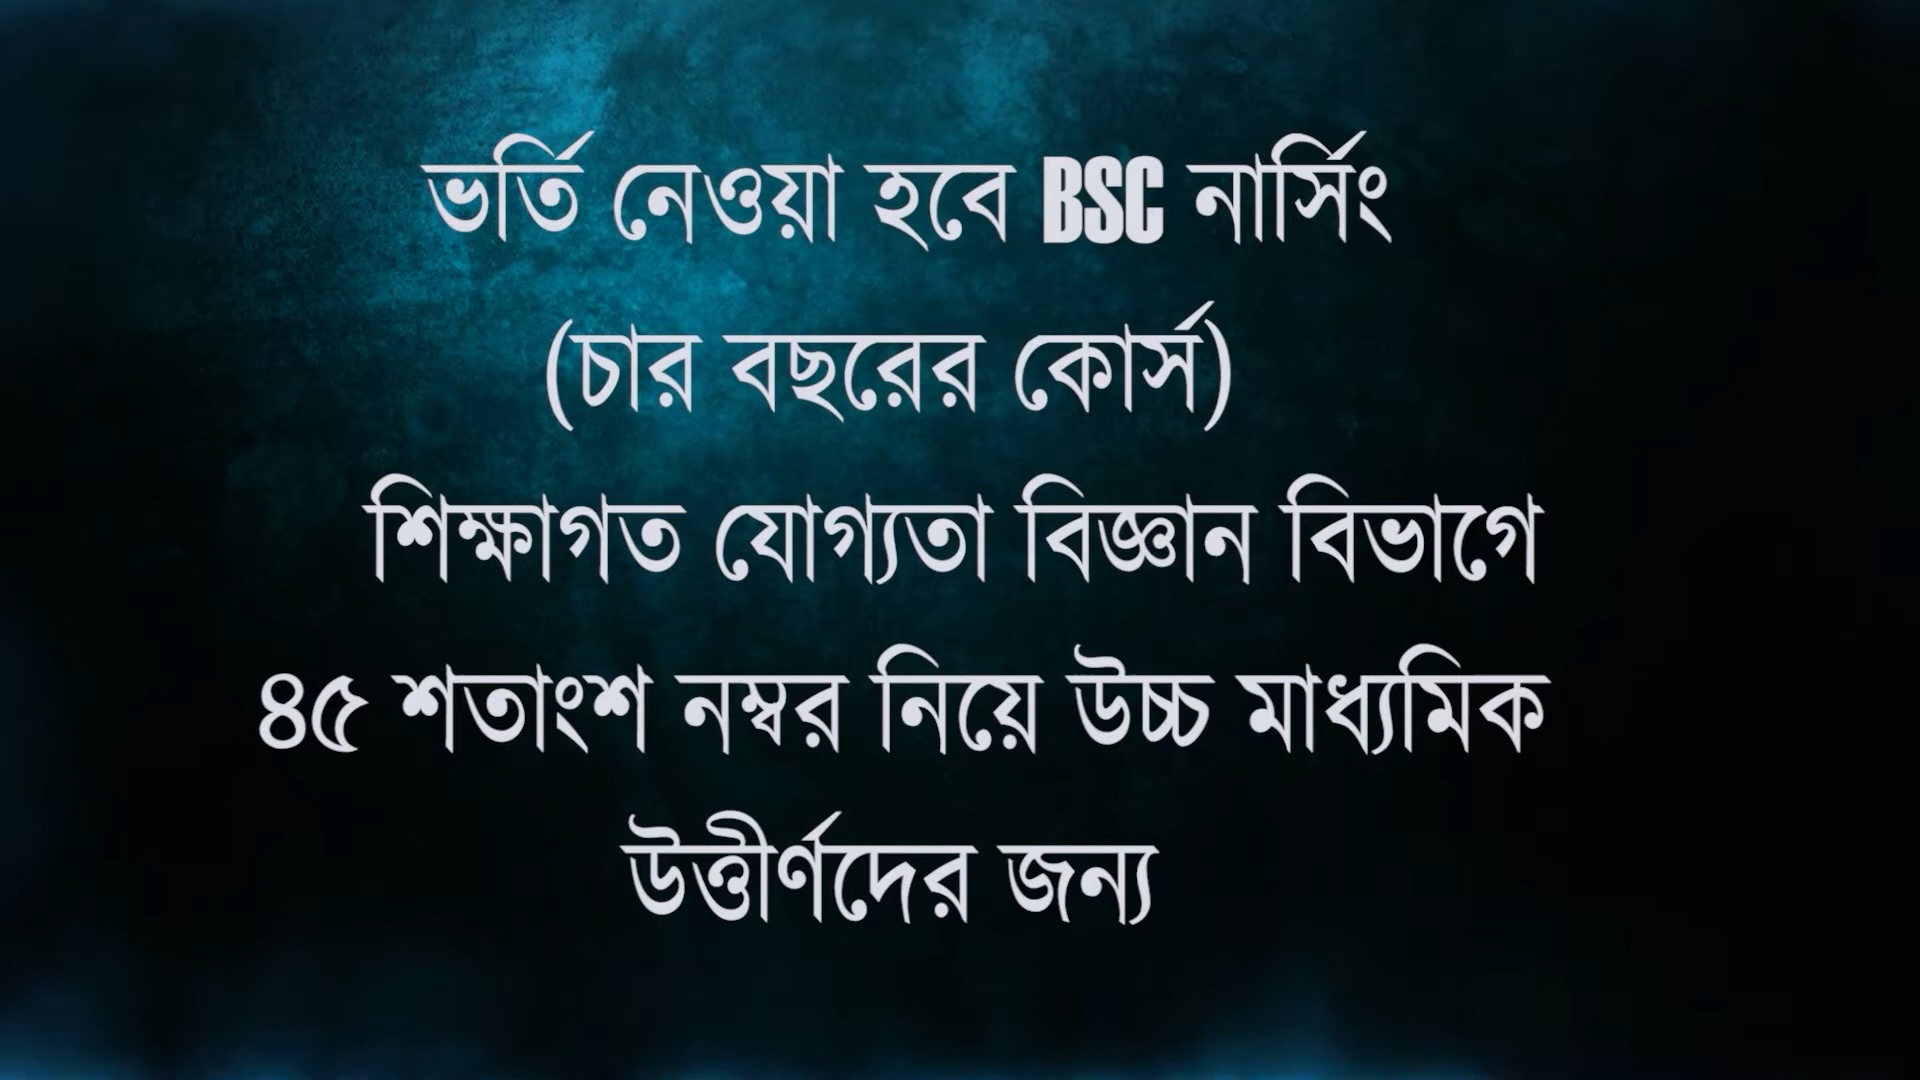 ভর্তি নেওয়া হবে BSC নার্সিং
(চার বছরের কোর্স)
শিক্ষাগত যোগ্যতা বিজ্ঞান বিভাগে
৪৫ শতাংশ নম্বর নিয়ে উচ্চ মাধ্যমিক
উত্তীর্ণদের জন্য